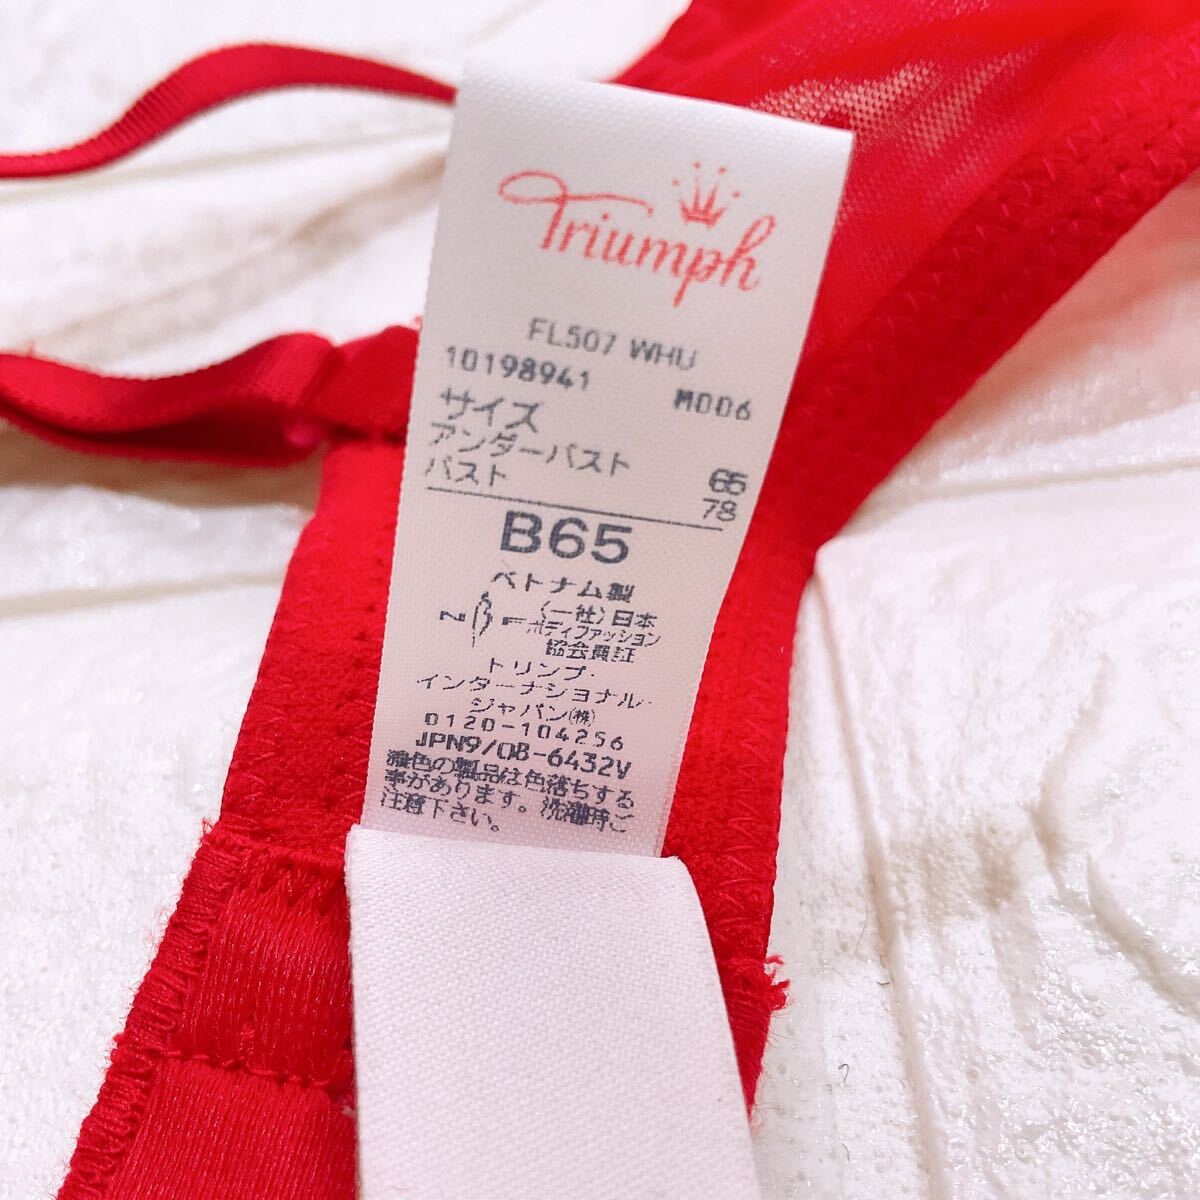 Triumph
FL507 WHU
10198941 M006
サイズ
アンダーバスト 65
バスト 78
B65
ベトナム製
(一社)日本
ボディファッション
協会員証
トリンプ・
インターナショナル・
ジャパン(株)
0120-104256
JPN9/08-6432V
濃色の製品は色落ちする
事があります。洗濯時ご
注意下さい。